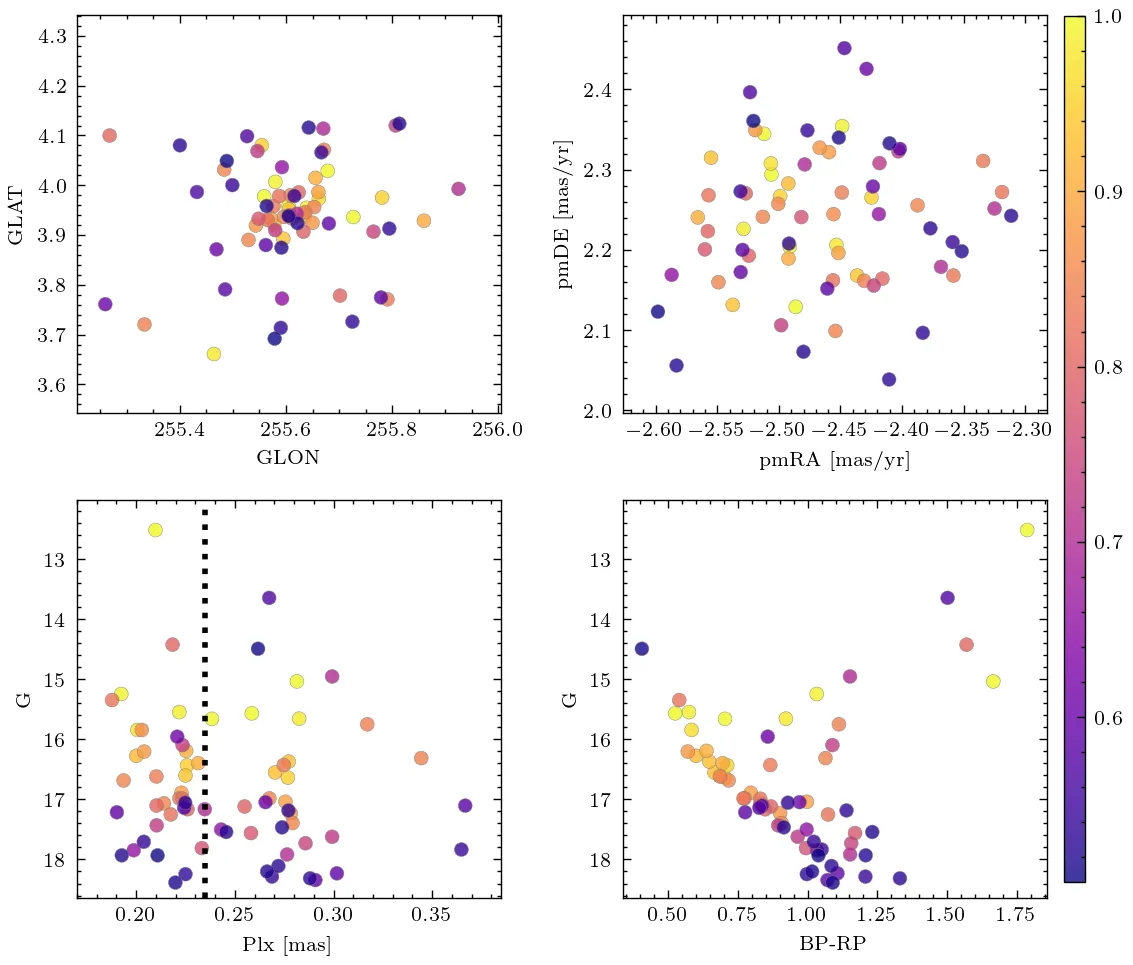 4.3
4.2
4.1
4.0
3.9
3.8
3.7
3.6
GLAT
255.4 255.6 255.8 256.0
GLON
2.4
2.3
2.2
2.1
2.0
pmDE [mas/yr]
−2.60 −2.55 −2.50 −2.45 −2.40 −2.35 −2.30
pmRA [mas/yr]
1.0
0.9
0.8
0.7
0.6
13
14
15
16
17
18
G
0.20 0.25 0.30 0.35
Plx [mas]
13
14
15
16
17
18
G
0.50 0.75 1.00 1.25 1.50 1.75
BP-RP